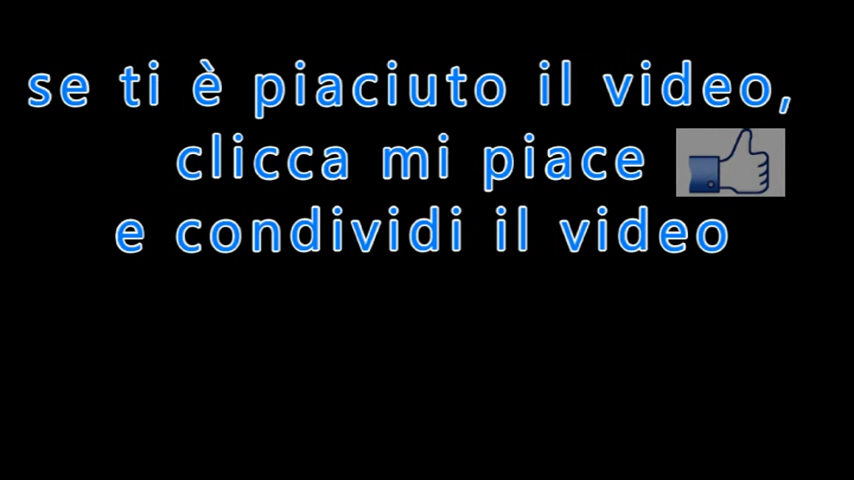 se ti è piaciuto il video,
clicca mi piace
e condividi il video